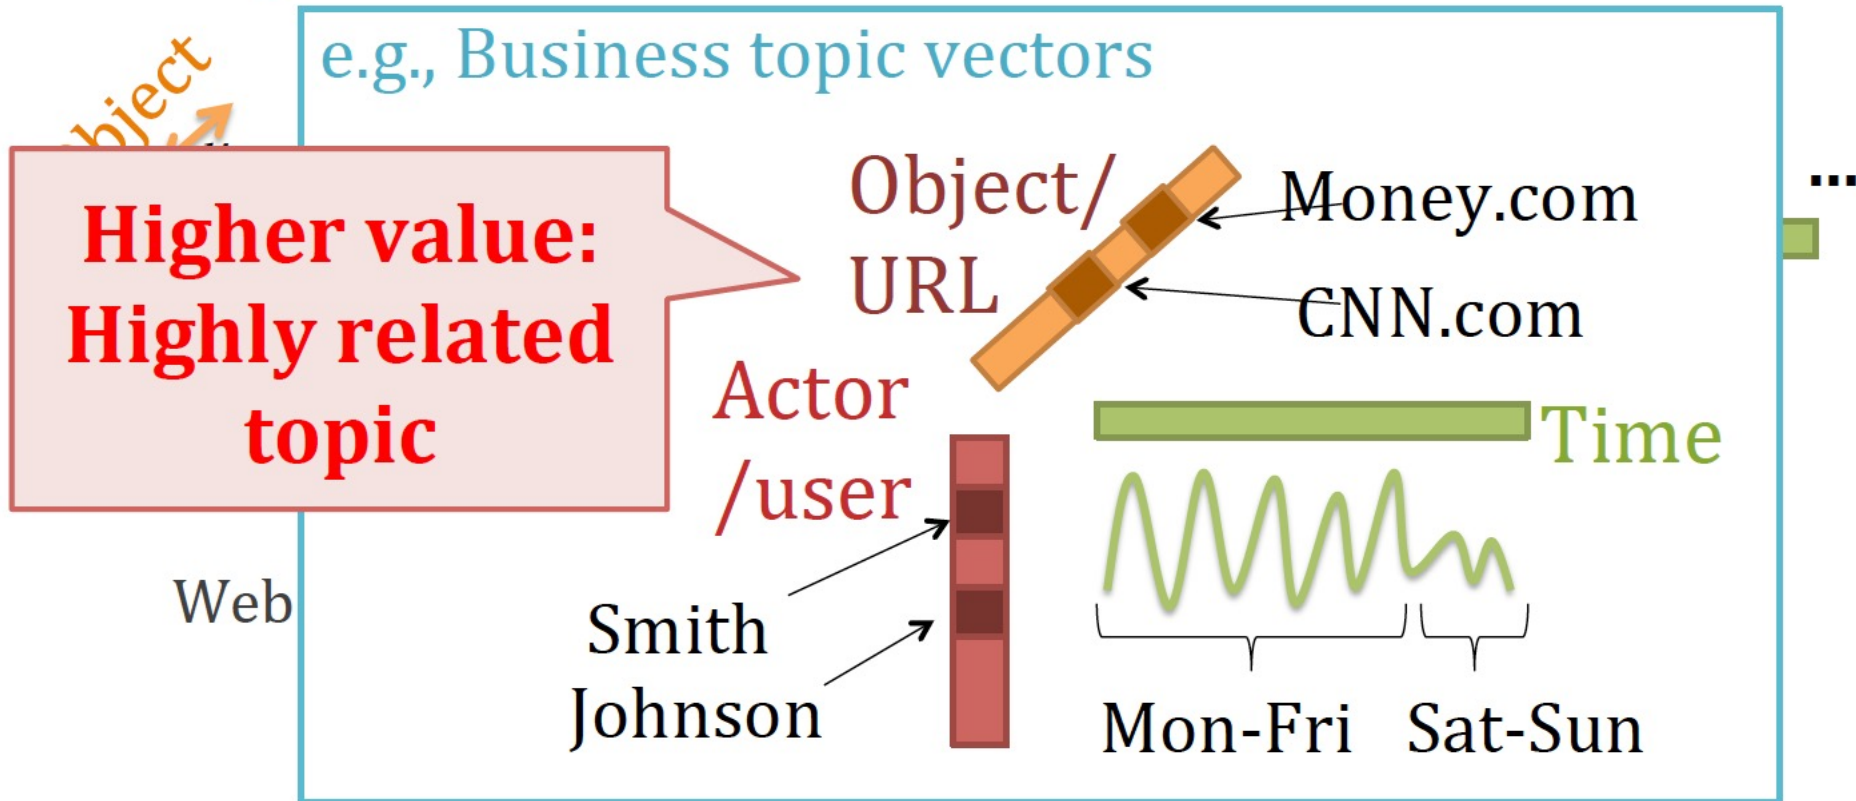 e.g., Business topic vectors
Higher value:
Highly related
topic
Object/
URL
Money.com
CNN.com
...
Actor
/user
Time
Smith
Johnson
Web
Mon-Fri
Sat-Sun